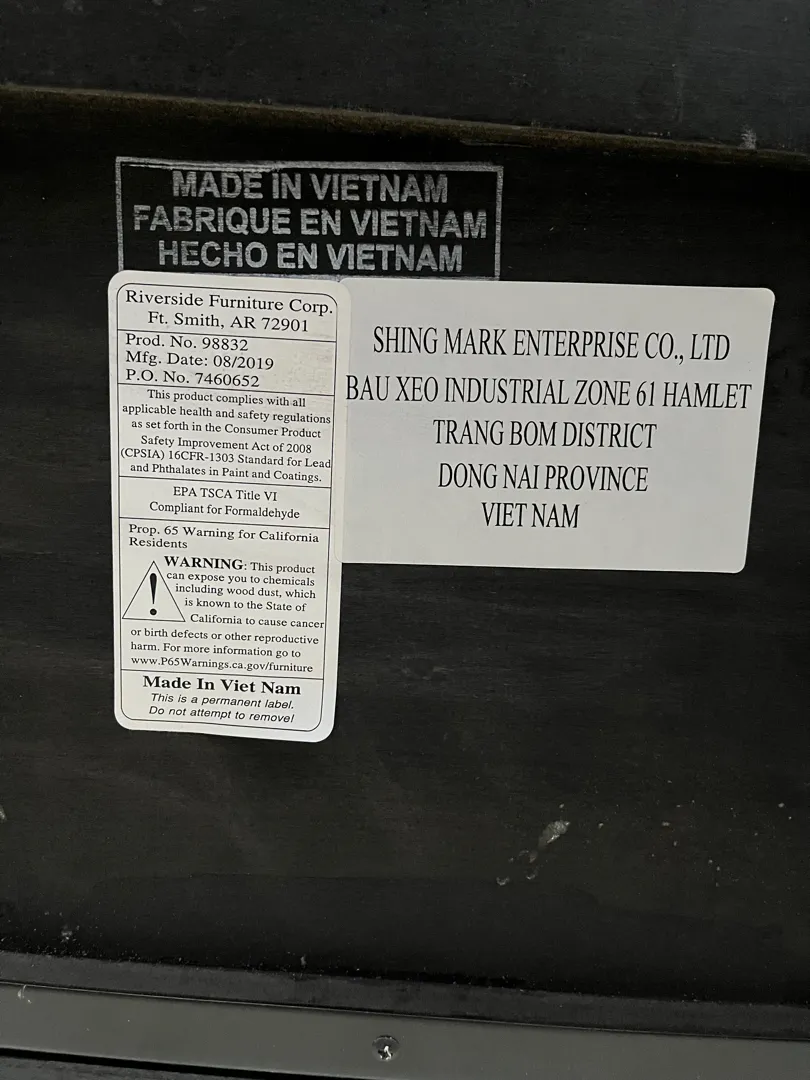 MADE IN VIETNAM
FABRIQUE EN VIETNAM
HECHO EN VIETNAM
Riverside Furniture Corp.
Ft. Smith, AR 72901
Prod. No. 98832
Mfg. Date: 08/2019
P.O. No. 7460652
This product complies with all
applicable health and safety regulations
as set forth in the Consumer Product
Safety Improvement Act of 2008
(CPSIA) 16CFR-1303 Standard for Lead
and Phthalates in Paint and Coatings.
EPA TSCA Title VI
Compliant for Formaldehyde
Prop. 65 Warning for California
Residents
WARNING: This product
can expose you to chemicals
including wood dust, which
is known to the State of
California to cause cancer
or birth defects or other reproductive
harm. For more information go to
www.P65Warnings.ca.gov/furniture
Made In Viet Nam
This is a permanent label.
Do not attempt to remove!
SHING MARK ENTERPRISE CO., LTD
BAU XEO INDUSTRIAL ZONE 61 HAMLET
TRANG BOM DISTRICT
DONG NAI PROVINCE
VIET NAM